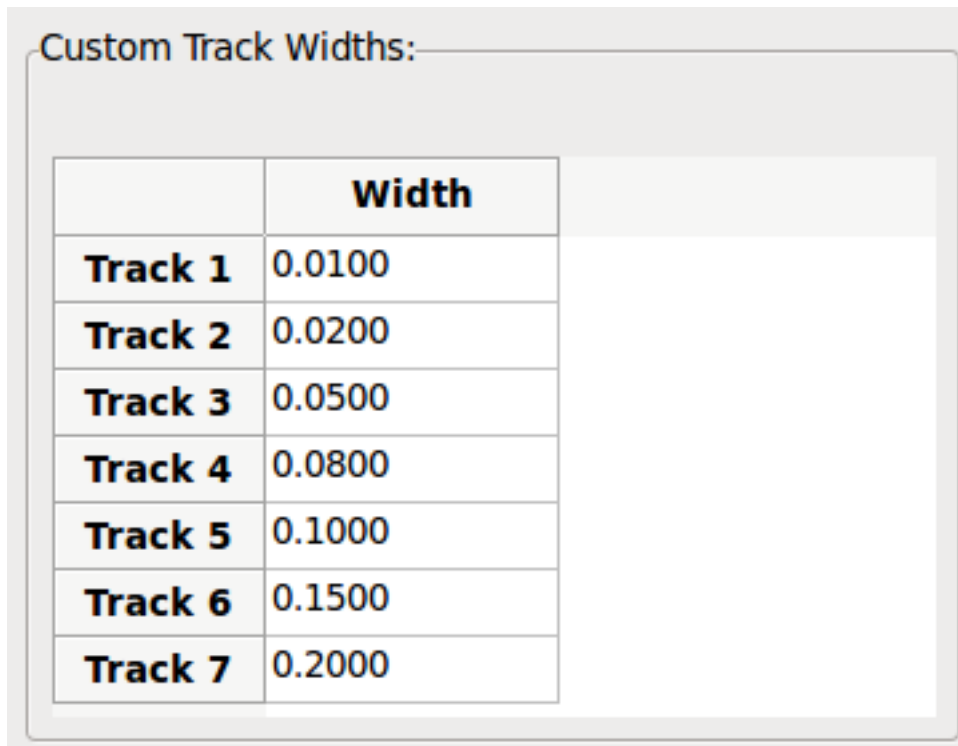 Custom Track Widths:
Width
Track 1 0.0100
Track 2 0.0200
Track 3 0.0500
Track 4 0.0800
Track 5 0.1000
Track 6 0.1500
Track 7 0.2000